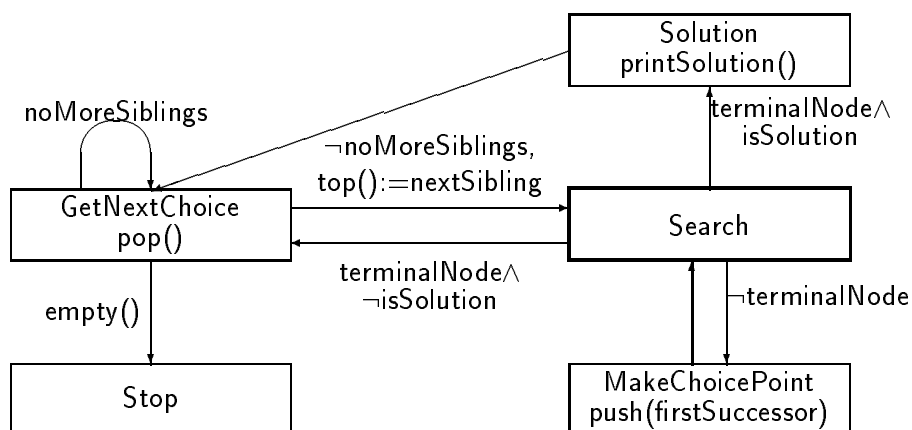 Solution
printSolution()
noMoreSiblings
terminalNode∧
isSolution
¬noMoreSiblings,
top():=nextSibling
GetNextChoice
pop()
Search
terminalNode∧
¬isSolution
¬terminalNode
empty()
Stop
MakeChoicePoint
push(firstSuccessor)